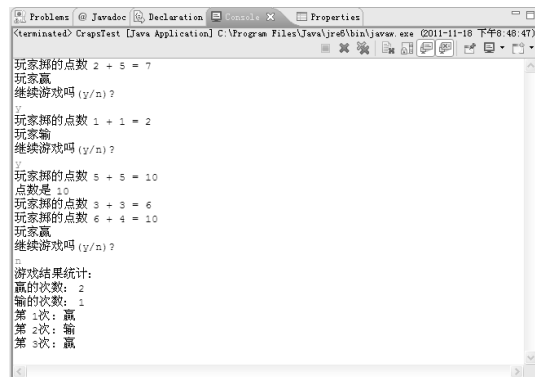 Problems @ Javadoc Declaration Console Properties
<terminated> CrapsTest [Java Application] C:\Program Files\Java\jre6\bin\javaw.exe (2011-11-18 下午8:48:47)
玩家掷的点数 2 + 5 = 7
玩家赢
继续游戏吗(y/n)?
y
玩家掷的点数 1 + 1 = 2
玩家输
继续游戏吗(y/n)?
y
玩家掷的点数 5 + 5 = 10
点数是 10
玩家掷的点数 3 + 3 = 6
玩家掷的点数 6 + 4 = 10
玩家赢
继续游戏吗(y/n)?
n
游戏结果统计:
赢的次数: 2
输的次数: 1
第 1次: 赢
第 2次: 输
第 3次: 赢